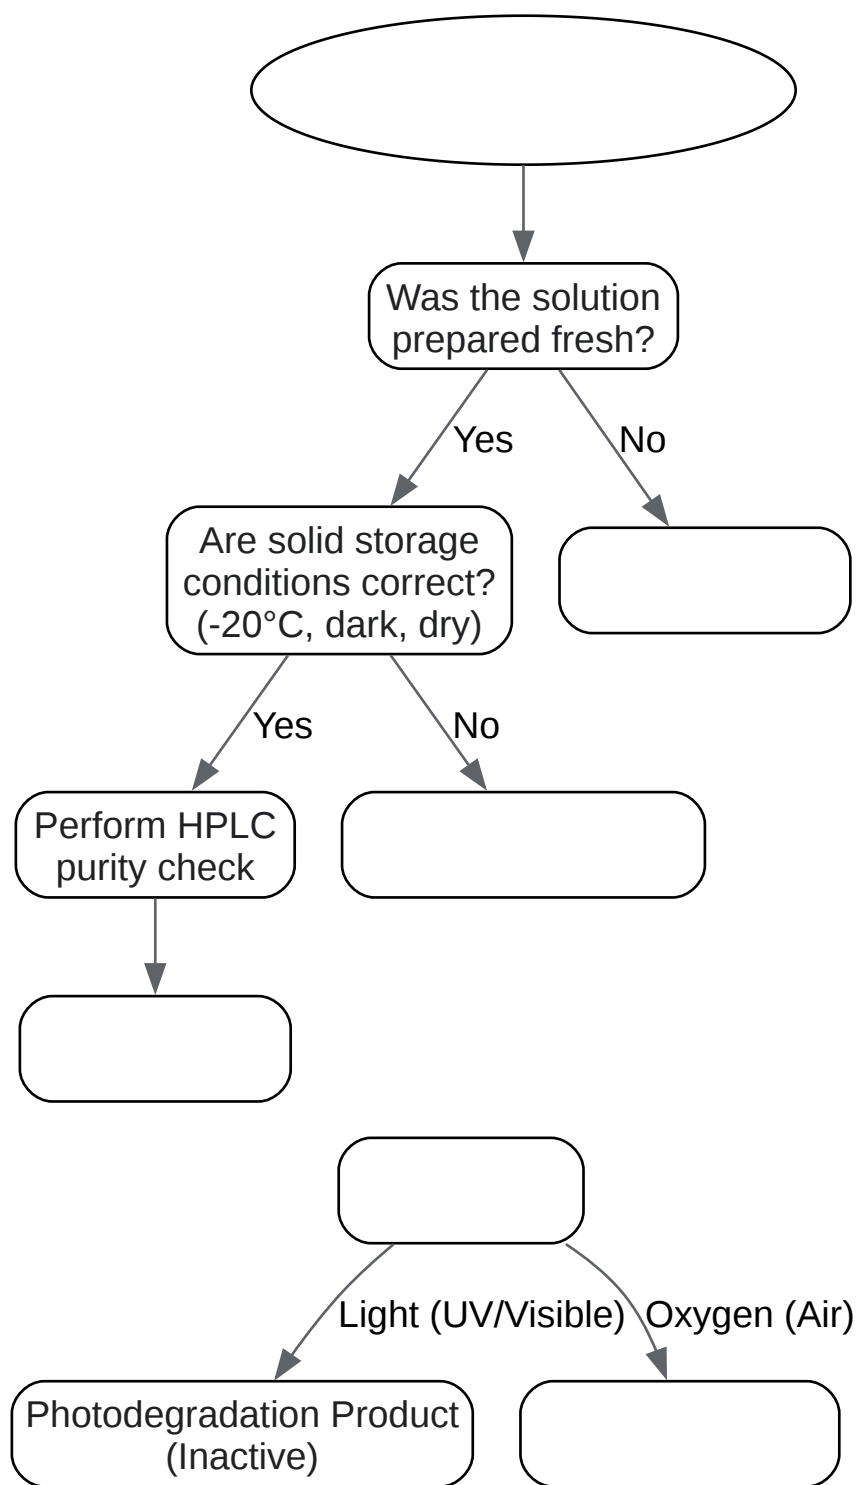 Was the solution
prepared fresh?
Yes
No
Are solid storage
conditions correct?
(-20°C, dark, dry)
Yes
No
Perform HPLC
purity check
Light (UV/Visible)
Oxygen (Air)
Photodegradation Product
(Inactive)